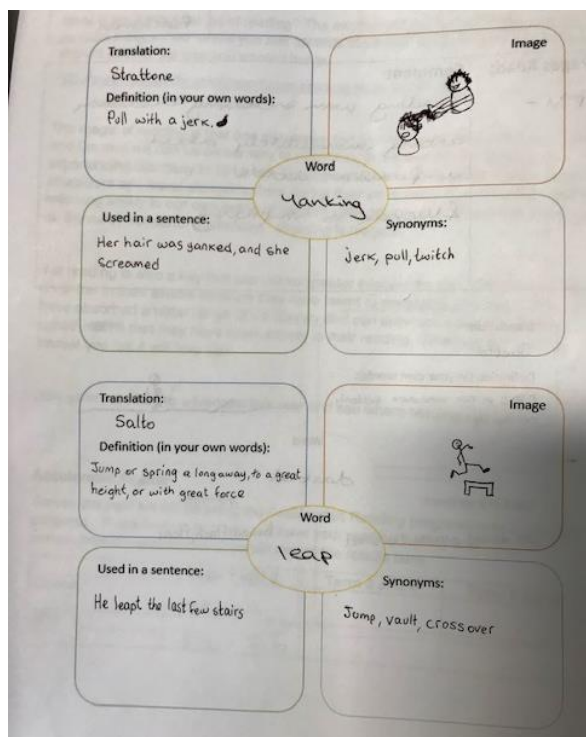 Translation:
Strattone
Definition (in your own words):
Pull with a jerk.
Image
Word
Yanking
Used in a sentence:
Her hair was yanked, and she
screamed
Synonyms:
jerk, pull, twitch
Translation:
Salto
Definition (in your own words):
Jump or spring a long away, to a great
height, or with great force
Image
Word
leap
Used in a sentence:
He leapt the last few stairs
Synonyms:
Jump, vault, cross over